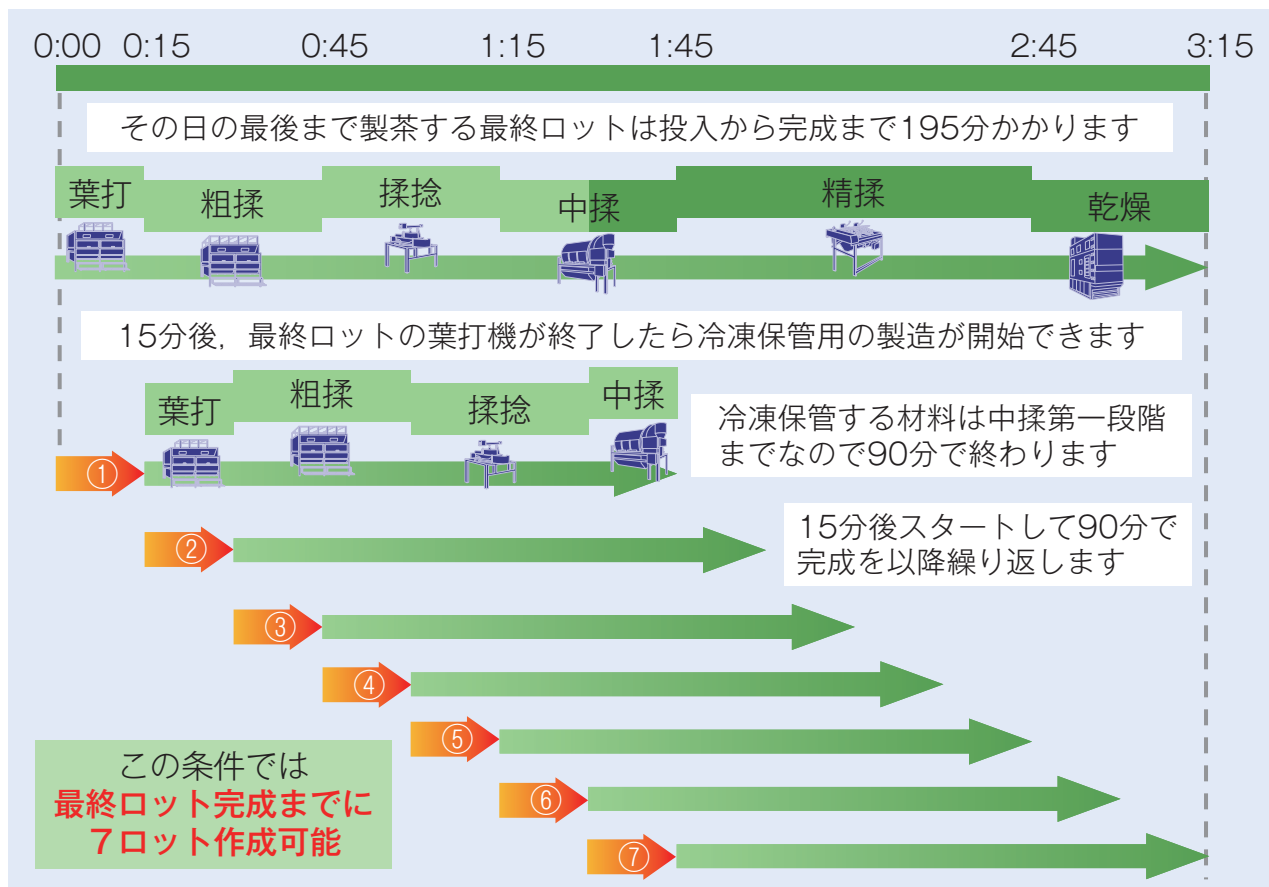 0:00 0:15 0:45 1:15 1:45 2:45 3:15
その日の最後まで製茶する最終ロットは投入から完成まで195分かかります
葉打 粗揉 揉捻 中揉 精揉 乾燥
15分後，最終ロットの葉打機が終了したら冷凍保管用の製造が開始できます
葉打 粗揉 揉捻 中揉
冷凍保管する材料は中揉第一段階
までなので90分で終わります
①
②
15分後スタートして90分で
完成を以降繰り返します
③
④
⑤
⑥
⑦
この条件では
最終ロット完成までに
７ロット作成可能